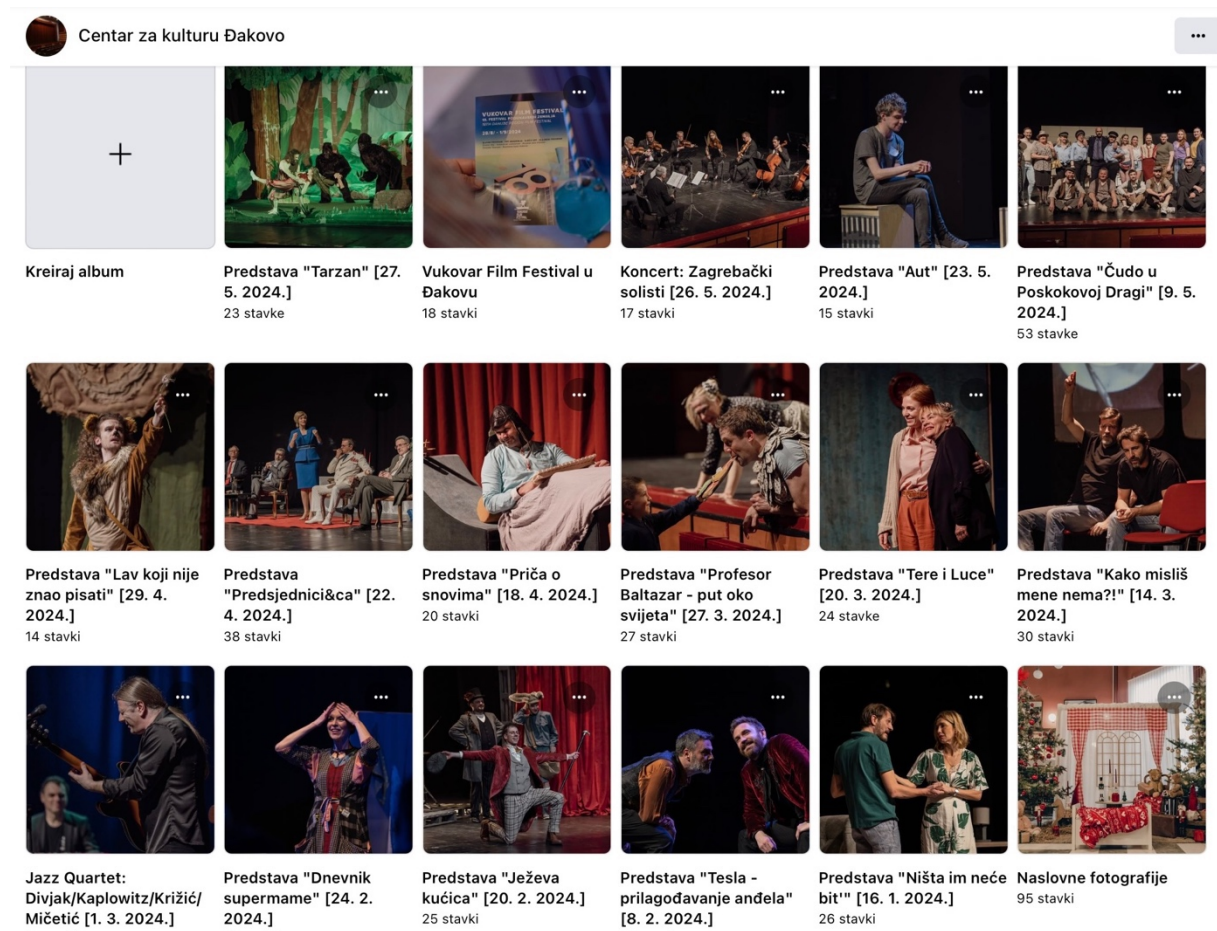 Centar za kulturu Đakovo
VUKOVAR FILM FESTIVAL
Kreiraj album
Predstava "Tarzan" [27.
5. 2024.]
23 stavke
Vukovar Film Festival u
Đakovu
18 stavki
Koncert: Zagrebački
solisti [26. 5. 2024.]
17 stavki
Predstava "Aut" [23. 5.
2024.]
15 stavki
Predstava "Čudo u
Poskokovoj Dragi" [9. 5.
2024.]
53 stavke
Predstava "Lav koji nije
znao pisati" [29. 4.
2024.]
14 stavki
Predstava
"Predsjednici&ca" [22.
4. 2024.]
38 stavki
Predstava "Priča o
snovima" [18. 4. 2024.]
20 stavki
Predstava "Profesor
Baltazar - put oko
svijeta" [27. 3. 2024.]
27 stavki
Predstava "Tere i Luce"
[20. 3. 2024.]
24 stavke
Predstava "Kako misliš
mene nema?!" [14. 3.
2024.]
30 stavki
Jazz Quartet:
Divjak/Kaplowitz/Križić/
Mičetić [1. 3. 2024.]
Predstava "Dnevnik
supermame" [24. 2.
2024.]
Predstava "Ježeva
kućica" [20. 2. 2024.]
25 stavki
Predstava "Tesla -
prilagođavanje anđela"
[8. 2. 2024.]
Predstava "Ništa im neće
bit'" [16. 1. 2024.]
26 stavki
Naslovne fotografije
95 stavki